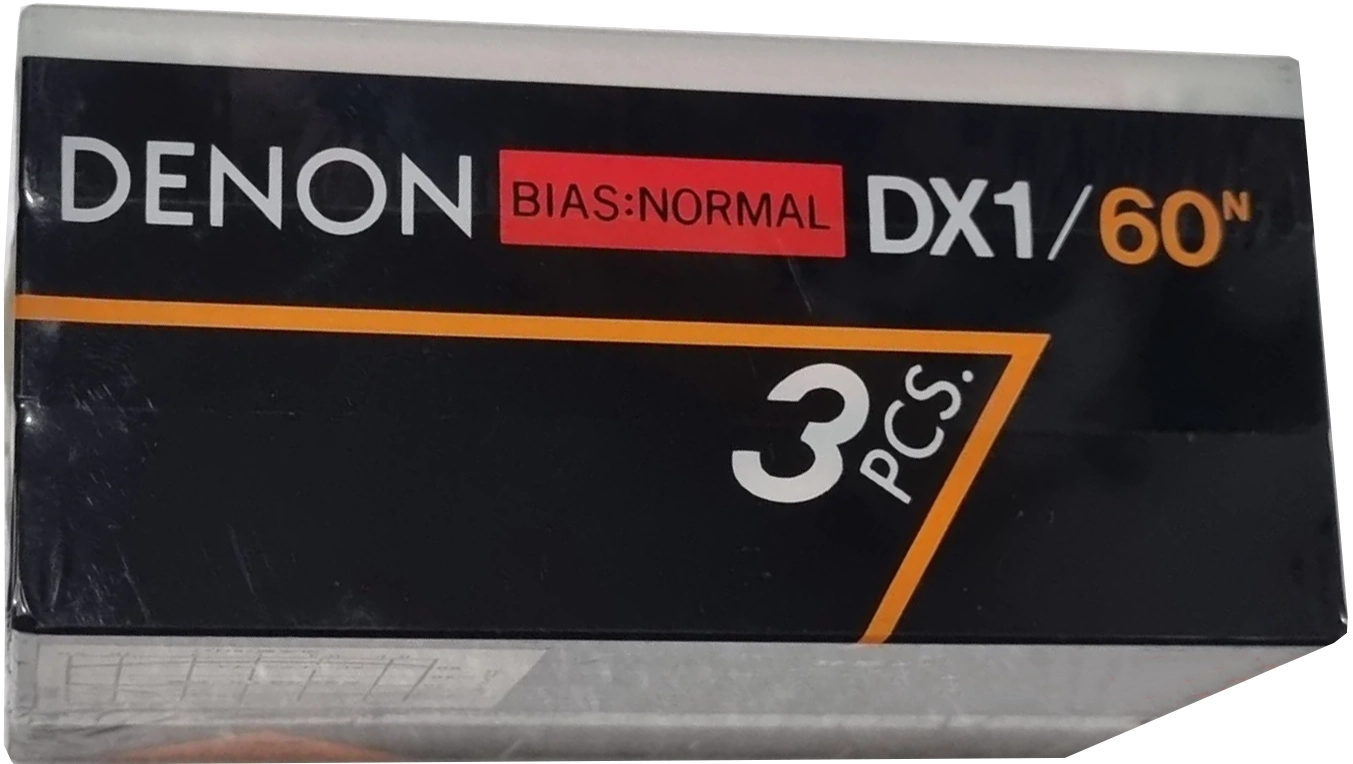 DENON BIAS:NORMAL DX1/60N
3 PCS.